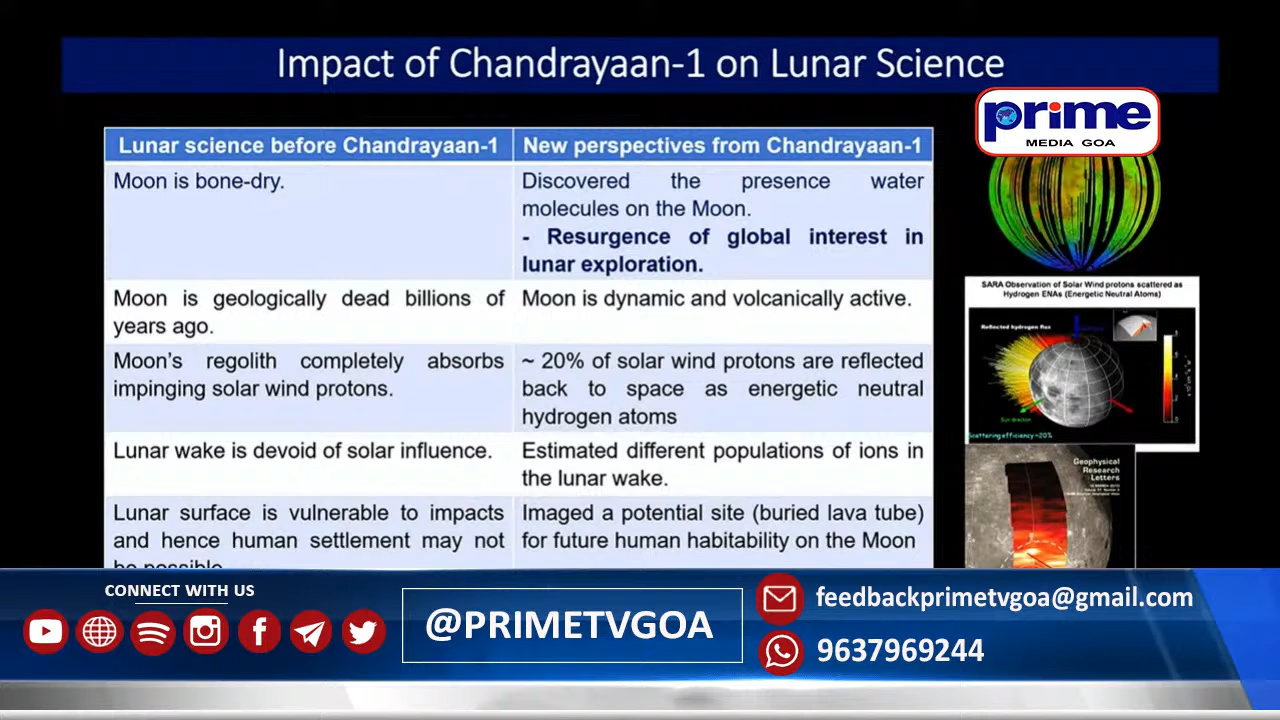 Impact of Chandrayaan-1 on Lunar Science
prime
MEDIA GOA
Lunar science before Chandrayaan-1
New perspectives from Chandrayaan-1
Moon is bone-dry.
Discovered the presence water
molecules on the Moon.
- Resurgence of global interest in
lunar exploration.
Moon is geologically dead billions of
years ago.
Moon is dynamic and volcanically active.
Moon's regolith completely absorbs
impinging solar wind protons.
~ 20% of solar wind protons are reflected
back to space as energetic neutral
hydrogen atoms
Lunar wake is devoid of solar influence.
Estimated different populations of ions in
the lunar wake.
Lunar surface is vulnerable to impacts
and hence human settlement may not
be possible
Imaged a potential site (buried lava tube)
for future human habitability on the Moon
SARA Observation of Solar Wind protons scattered as
Hydrogen ENAs (Energetic Neutral Atoms)
Reflected hydrogen flux
Sun direction
Scattering efficiency ~20%
Geophysical
Research
Letters
CONNECT WITH US
@PRIMETVGOA
feedbackprimetvgoa@gmail.com
9637969244